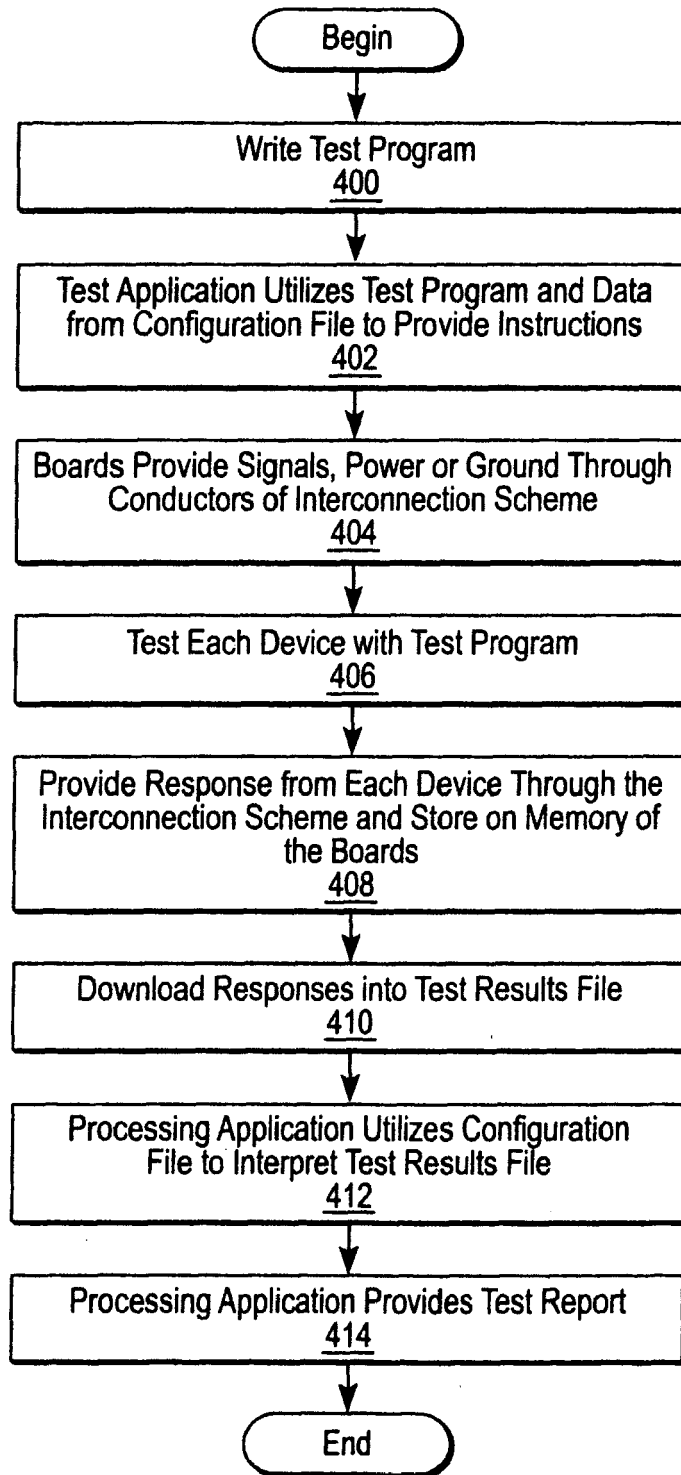 Begin
Write Test Program
400
Test Application Utilizes Test Program and Data
from Configuration File to Provide Instructions
402
Boards Provide Signals, Power or Ground Through
Conductors of Interconnection Scheme
404
Test Each Device with Test Program
406
Provide Response from Each Device Through the
Interconnection Scheme and Store on Memory of
the Boards
408
Download Responses into Test Results File
410
Processing Application Utilizes Configuration
File to Interpret Test Results File
412
Processing Application Provides Test Report
414
End